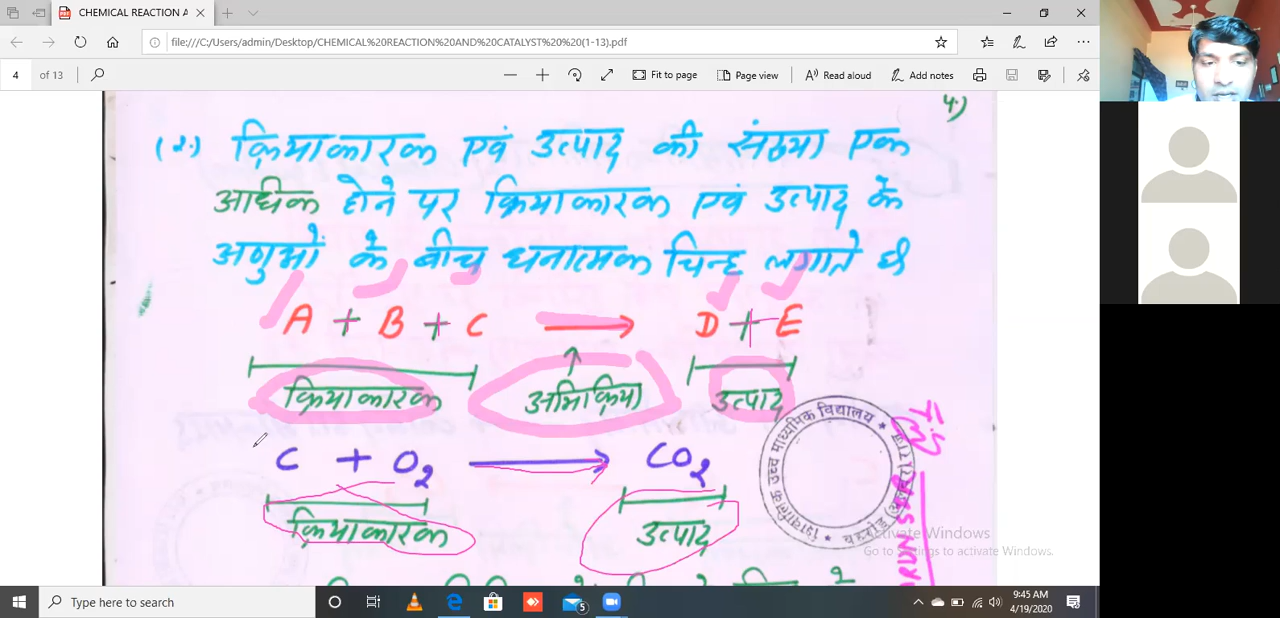 CHEMICAL REACTION A
file:///C:/Users/admin/Desktop/CHEMICAL%20REACTION%20AND%20CATALYST%20%20(1-13).pdf
4 of 13
Fit to page
Page view
Read aloud
Add notes
4.)
(2.) क्रियाकारक एवं उत्पाद की संख्या एक
अधिक होने पर क्रियाकारक एवं उत्पाद के
अणुओं के बीच धनात्मक चिन्ह लगाते है
A + B + C → D + E
क्रियाकारक अभिक्रिया उत्पाद
C + O2 → CO2
क्रियाकारक उत्पाद
उच्च माध्यमिक विद्यालय
Activate Windows
Go to Settings to activate Windows.
Type here to search
5
9:45 AM
4/19/2020